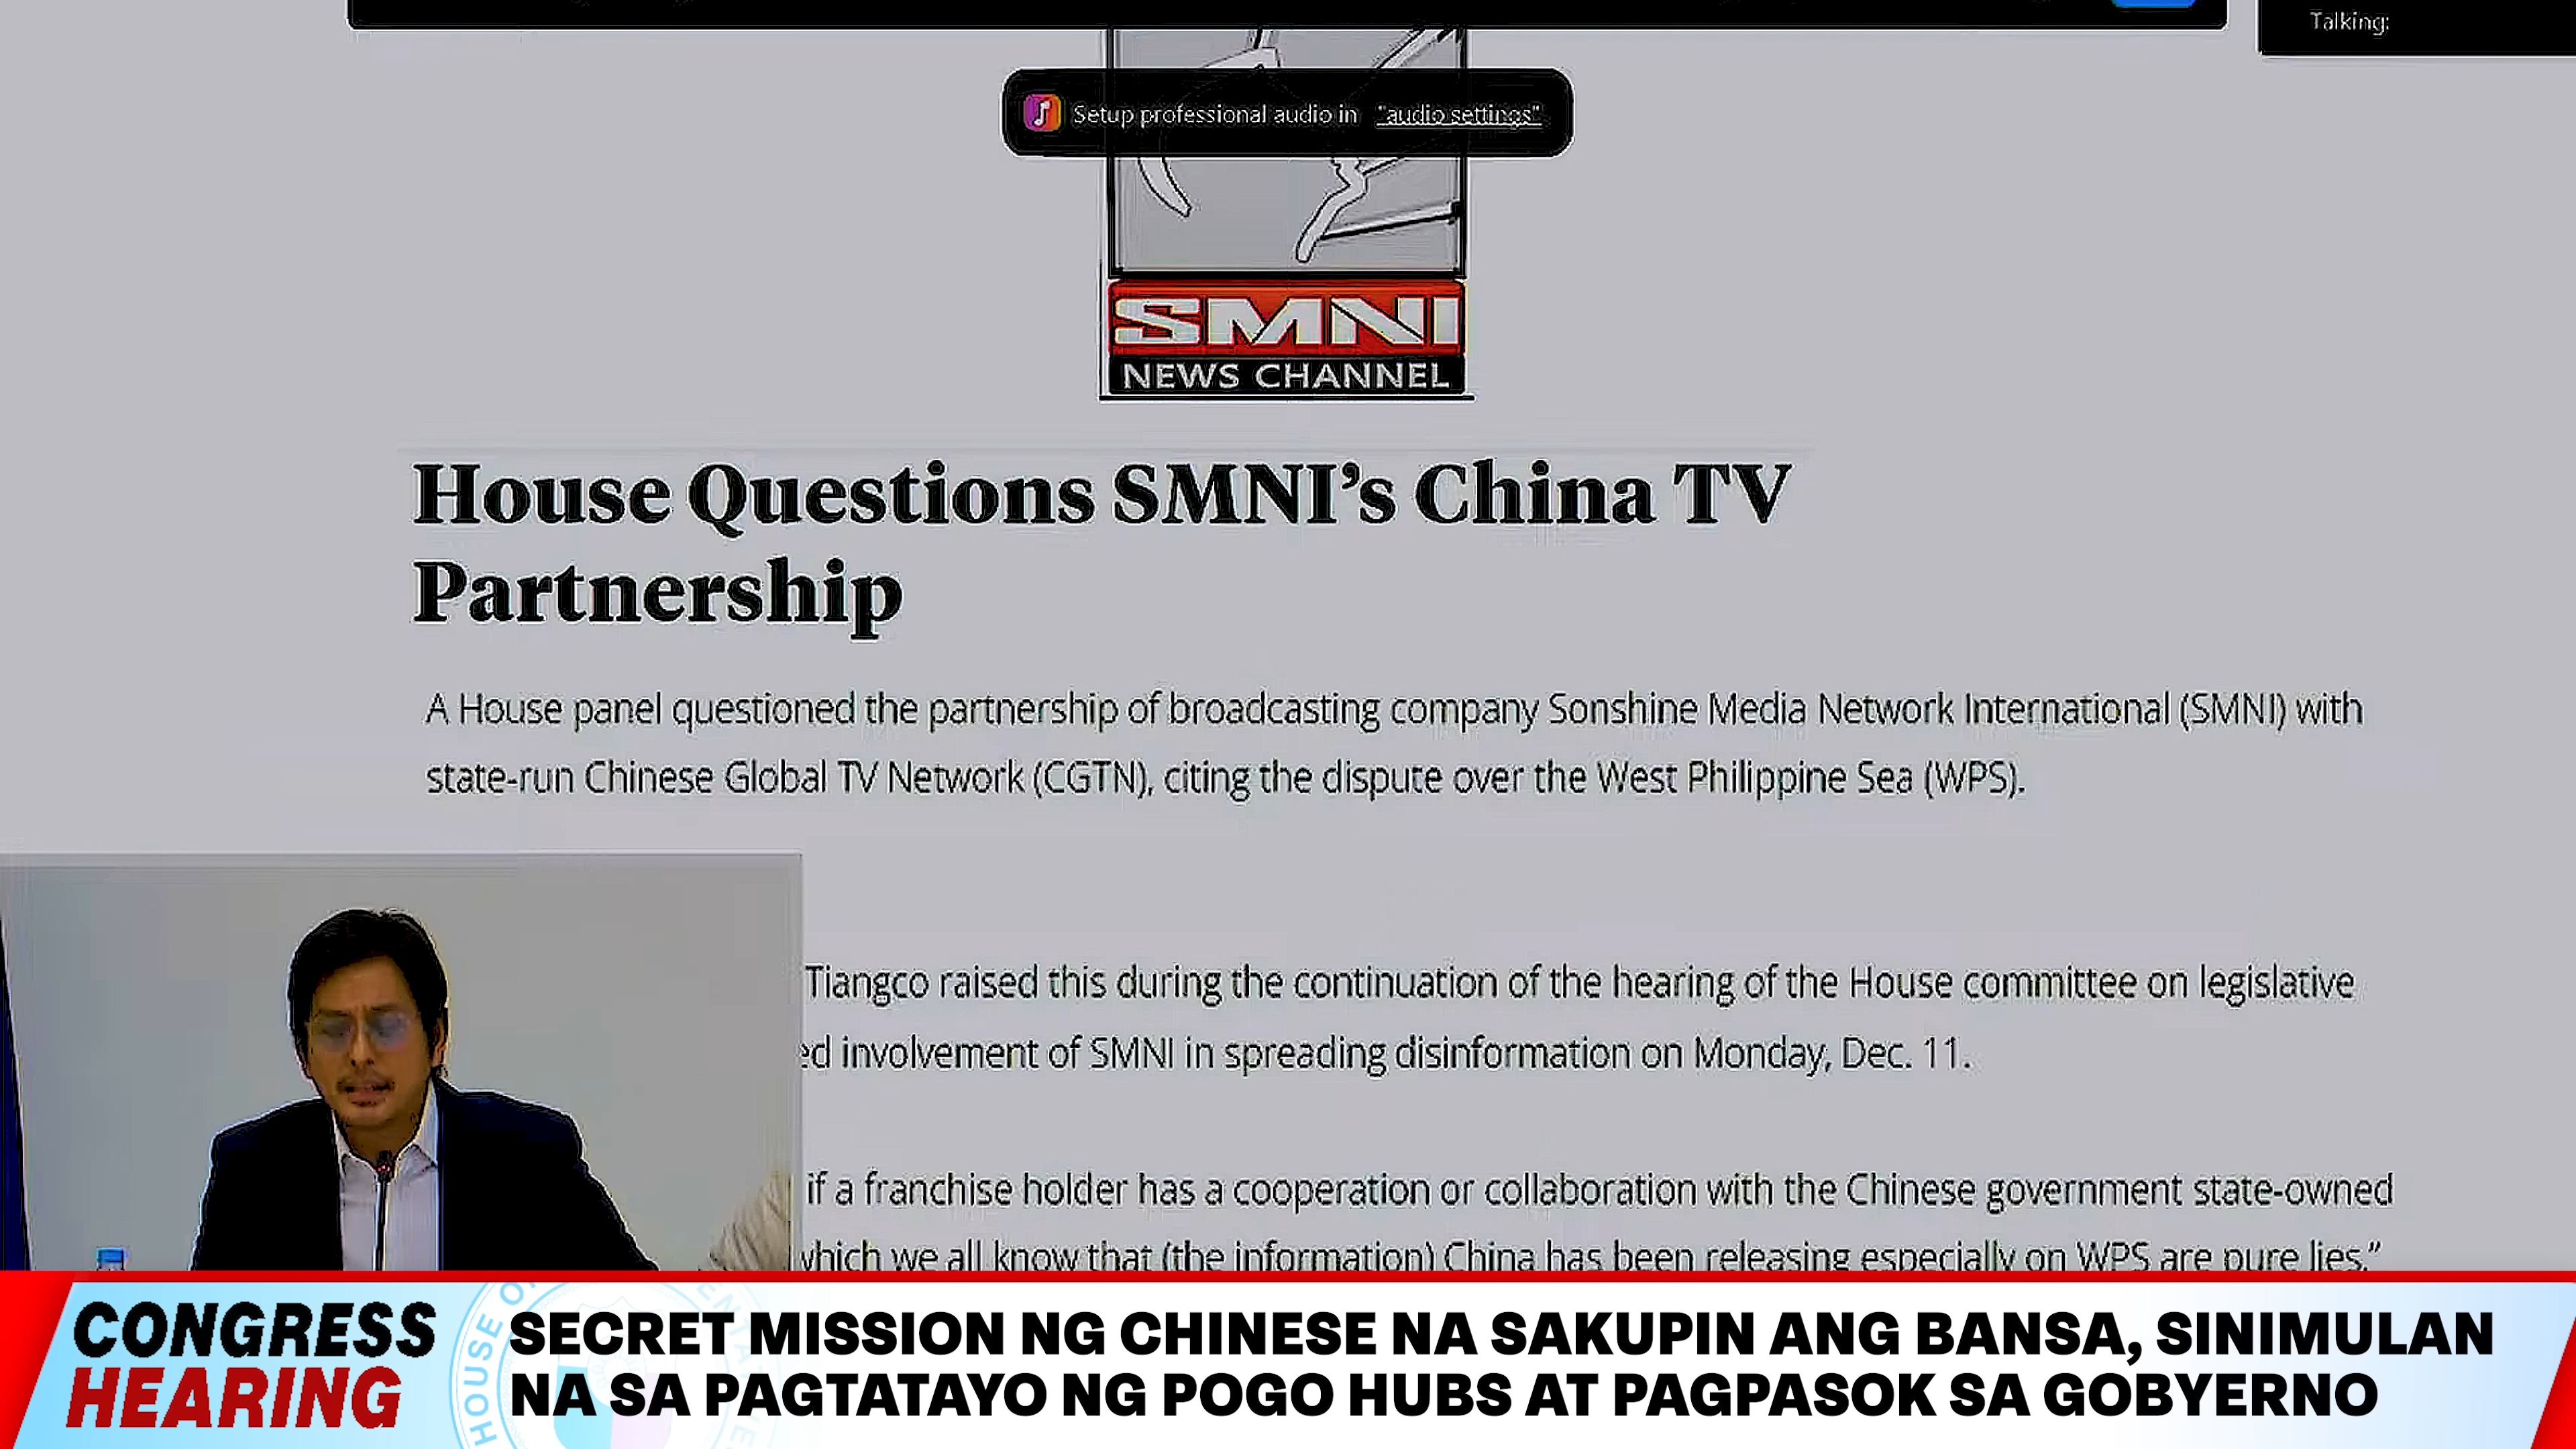 Talking:
Setup professional audio in "audio settings"
SMNI
NEWS CHANNEL
House Questions SMNI’s China TV
Partnership
A House panel questioned the partnership of broadcasting company Sonshine Media Network International (SMNI) with
state-run Chinese Global TV Network (CGTN), citing the dispute over the West Philippine Sea (WPS).
Tiangco raised this during the continuation of the hearing of the House committee on legislative
ed involvement of SMNI in spreading disinformation on Monday, Dec. 11.
if a franchise holder has a cooperation or collaboration with the Chinese government state-owned
which we all know that (the information) China has been releasing especially on WPS are pure lies.”
CONGRESS
HEARING
HOUSE O
SECRET MISSION NG CHINESE NA SAKUPIN ANG BANSA, SINIMULAN
NA SA PAGTATAYO NG POGO HUBS AT PAGPASOK SA GOBYERNO